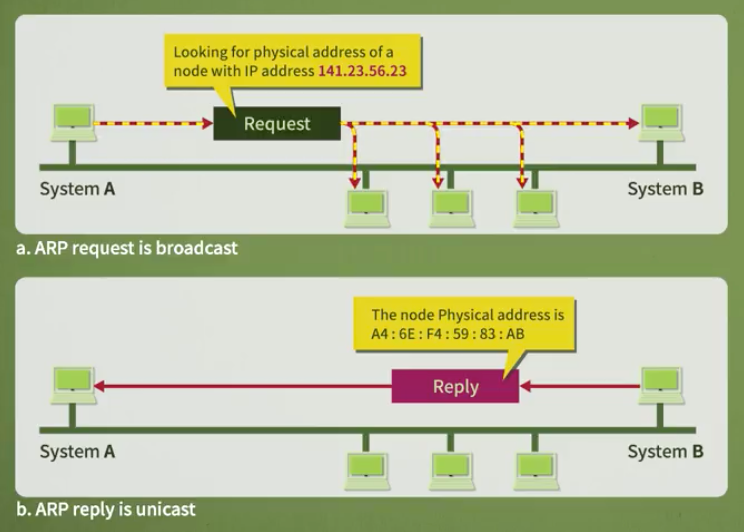 Looking for physical address of a
node with IP address 141.23.56.23
Request
System A
System B
a. ARP request is broadcast
The node Physical address is
A4 : 6E : F4 : 59 : 83 : AB
Reply
System A
System B
b. ARP reply is unicast